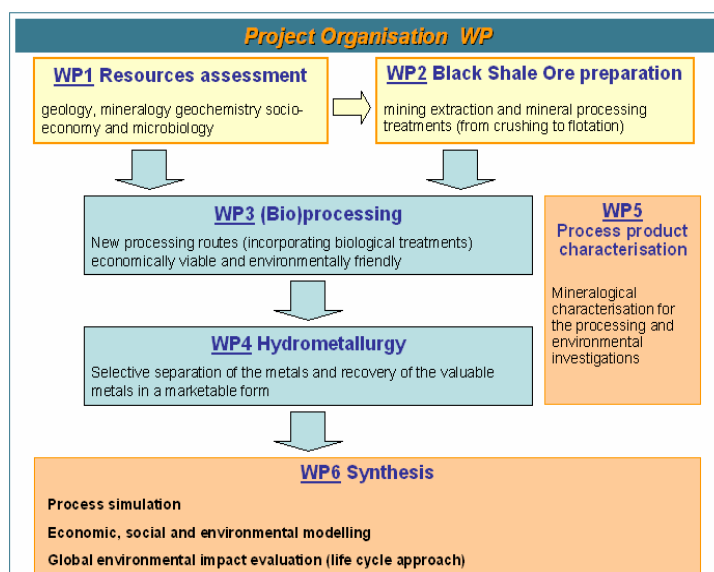 Project Organisation WP
WP1 Resources assessment
geology, mineralogy geochemistry socio-
economy and microbiology
WP2 Black Shale Ore preparation
mining extraction and mineral processing
treatments (from crushing to flotation)
WP3 (Bio)processing
New processing routes (incorporating biological treatments)
economically viable and environmentally friendly
WP5
Process product
characterisation
Mineralogical
characterisation for
the processing and
environmental
investigations
WP4 Hydrometallurgy
Selective separation of the metals and recovery of the valuable
metals in a marketable form
WP6 Synthesis
Process simulation
Economic, social and environmental modelling
Global environmental impact evaluation (life cycle approach)